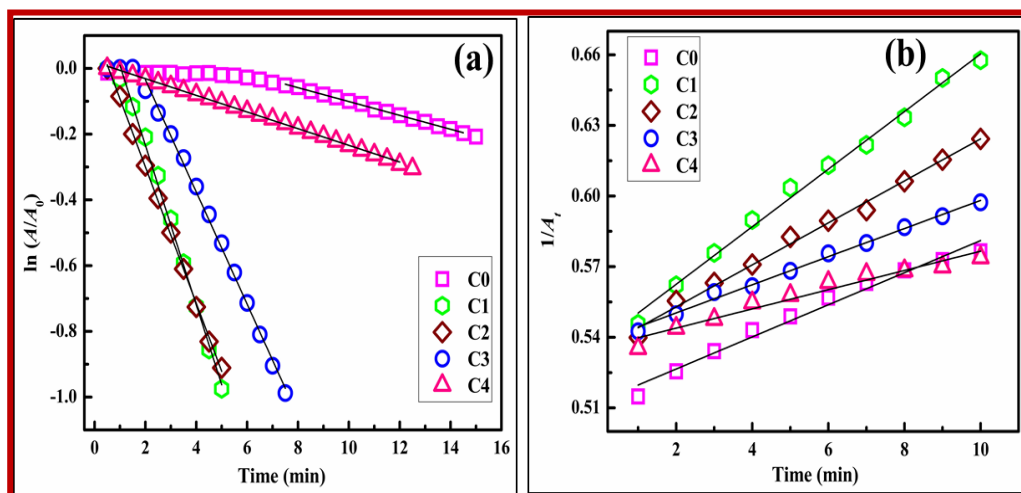 (a)
ln (A/A0)
0.0
-0.2
-0.4
-0.6
-0.8
-1.0
C0
C1
C2
C3
C4
0 2 4 6 8 10 12 14 16
Time (min)
(b)
1/At
0.66
0.63
0.60
0.57
0.54
0.51
C0
C1
C2
C3
C4
0 2 4 6 8 10
Time (min)